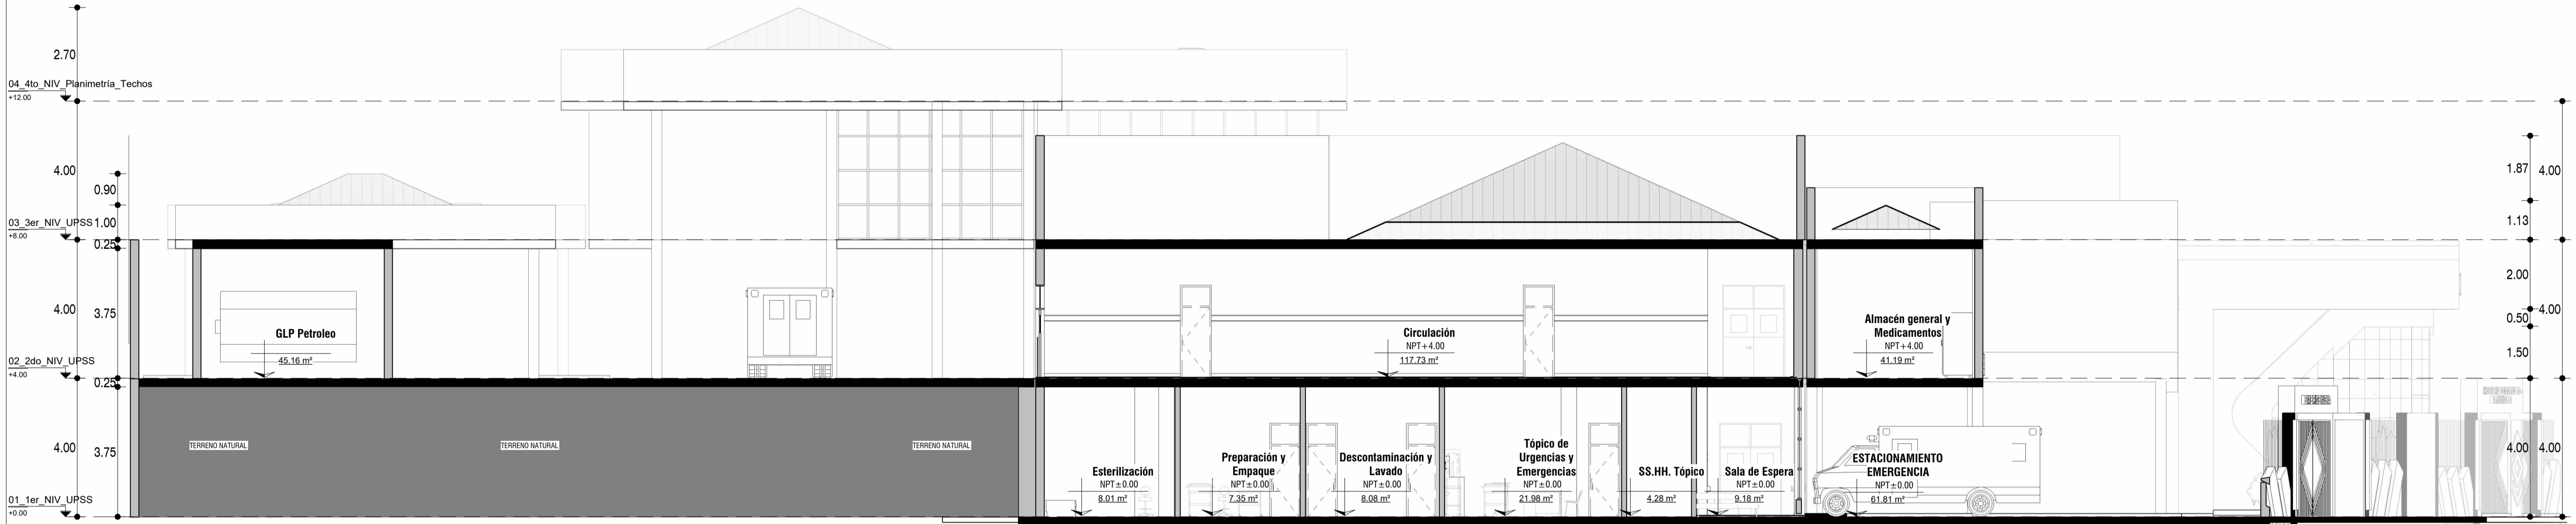 2.70
04_4to_NIV_Planimetría_Techos
+12.00
4.00
0.90
1.87
4.00
03_3er_NIV_UPSS
+8.00
1.00
0.25
1.13
2.00
4.00
3.75
GLP Petroleo
45.16 m²
Circulación
NPT+4.00
117.73 m²
Almacén general y
Medicamentos
NPT+4.00
41.19 m²
0.50
4.00
1.50
02_2do_NIV_UPSS
+4.00
0.25
4.00
3.75
TERRENO NATURAL
TERRENO NATURAL
TERRENO NATURAL
Esterilización
NPT±0.00
8.01 m²
Preparación y
Empaque
NPT±0.00
7.35 m²
Descontaminación y
Lavado
NPT±0.00
8.08 m²
Tópico de
Urgencias y
Emergencias
NPT±0.00
21.98 m²
SS.HH. Tópico
4.28 m²
Sala de Espera
NPT±0.00
9.18 m²
ESTACIONAMIENTO
EMERGENCIA
NPT±0.00
61.81 m²
4.00
4.00
01_1er_NIV_UPSS
+0.00